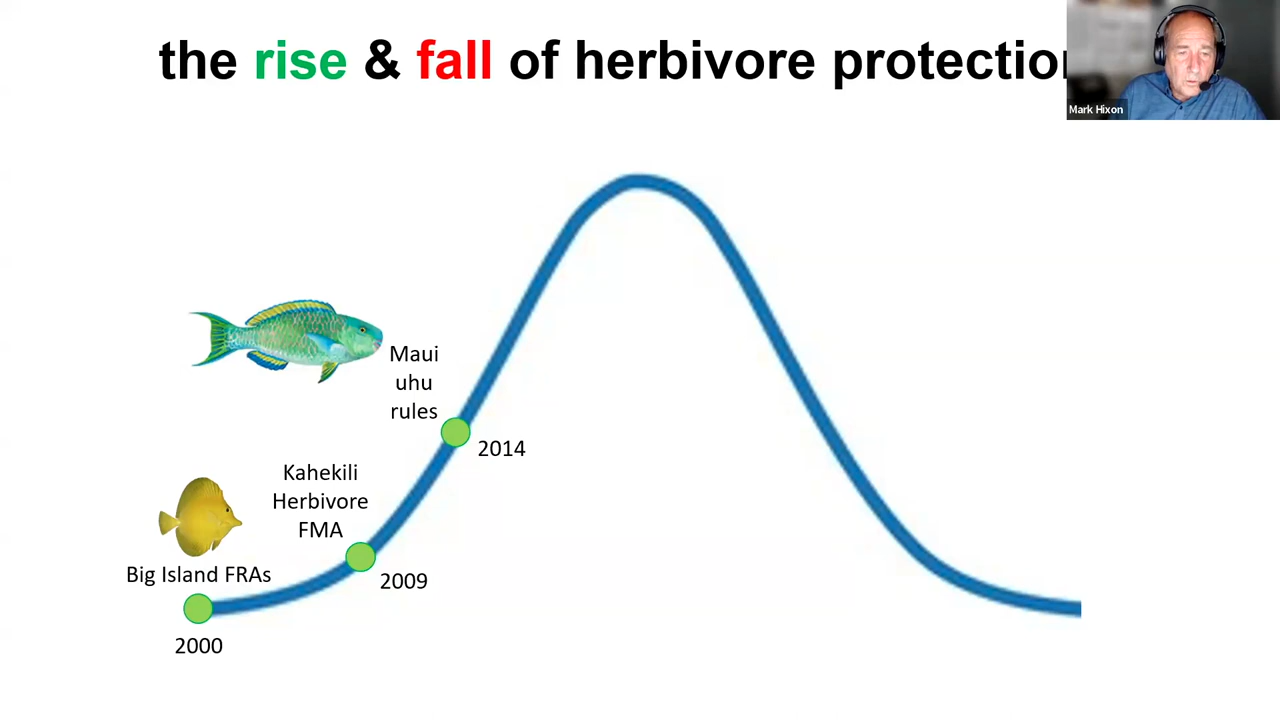 the rise & fall of herbivore protection
Mark Hixon
Maui
uhu
rules
2014
Kahekili
Herbivore
FMA
2009
Big Island FRAs
2000